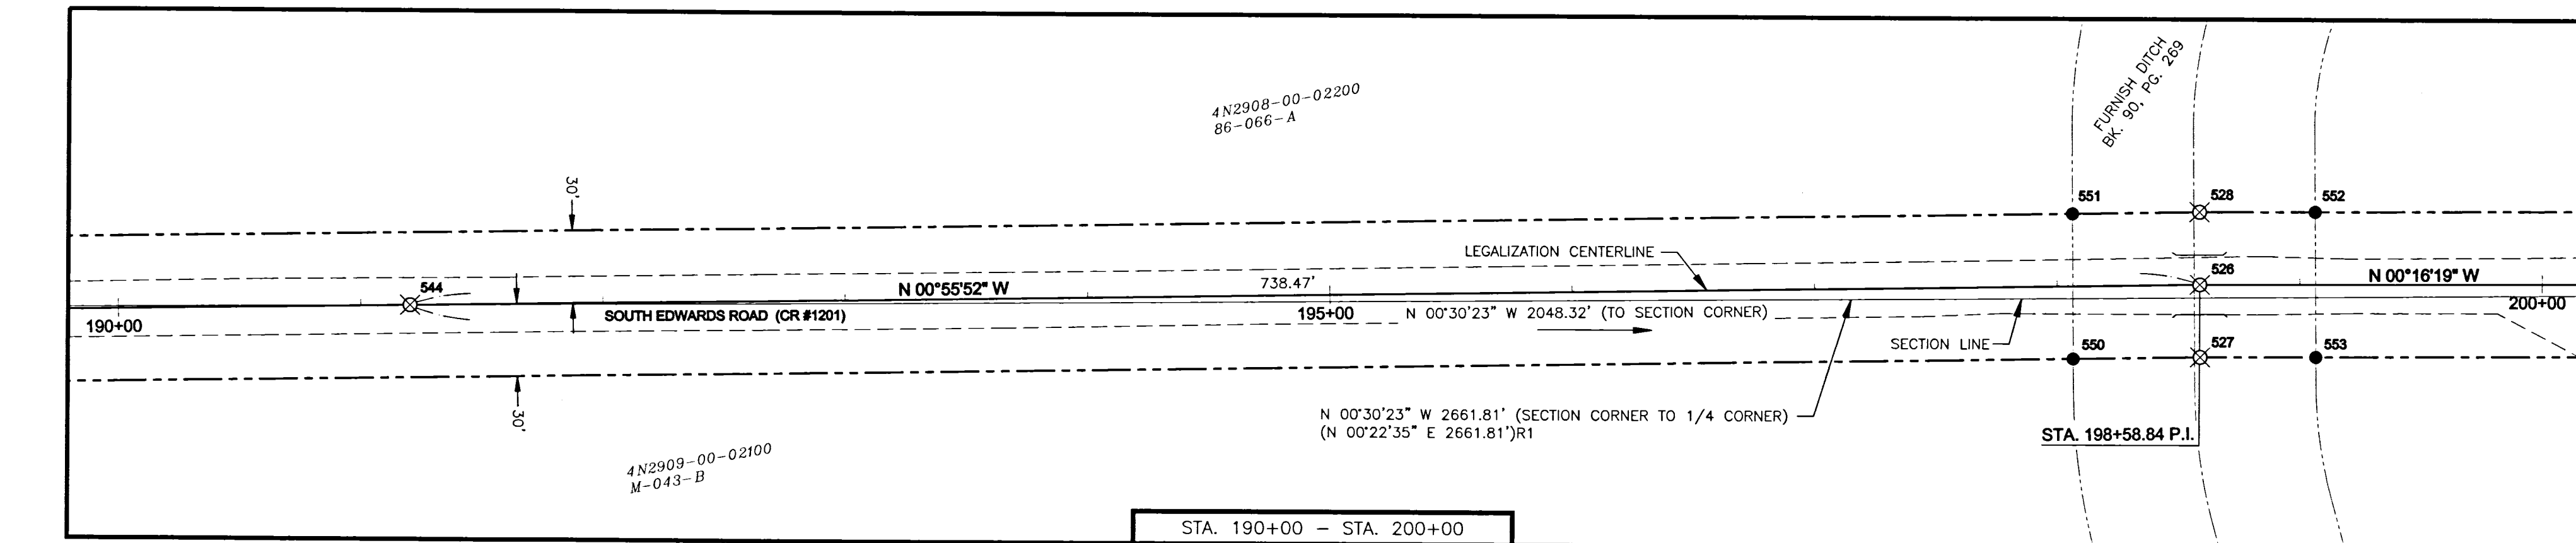 4N2908-00-02200
86-066-A
FURNISH DITCH
BK. 90, PG. 269
30'
551
528
552
LEGALIZATION CENTERLINE
544
N 00°55'52" W
738.47'
526
N 00°16'19" W
190+00
SOUTH EDWARDS ROAD (CR #1201)
195+00
N 00°30'23" W 2048.32' (TO SECTION CORNER)
200+00
SECTION LINE
550
527
553
30'
N 00°30'23" W 2661.81' (SECTION CORNER TO 1/4 CORNER)
(N 00°22'35" E 2661.81')R1
STA. 198+58.84 P.I.
4N2909-00-02100
M-043-B
STA. 190+00 - STA. 200+00